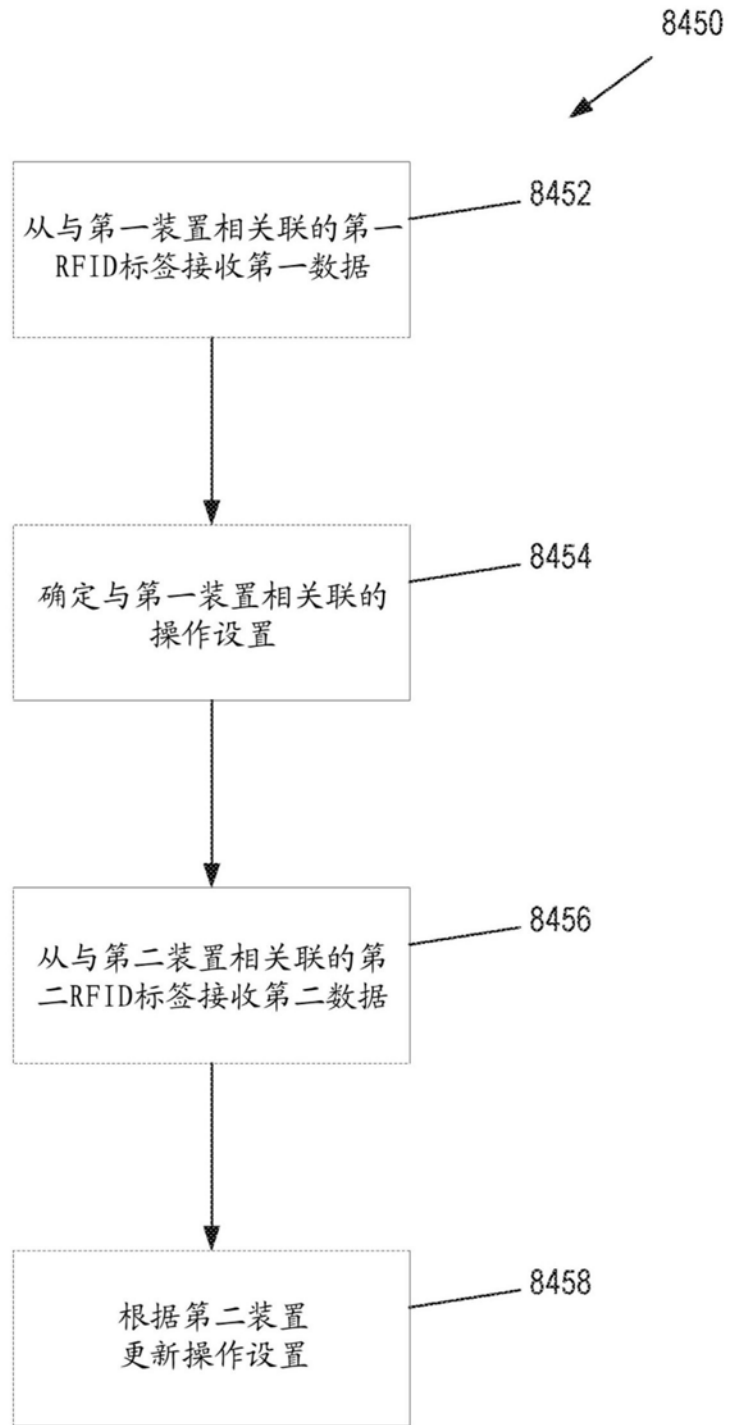 8450
8452
从与第一装置相关联的第一
RFID标签接收第一数据
8454
确定与第一装置相关联的
操作设置
8456
从与第二装置相关联的第
二RFID标签接收第二数据
8458
根据第二装置
更新操作设置